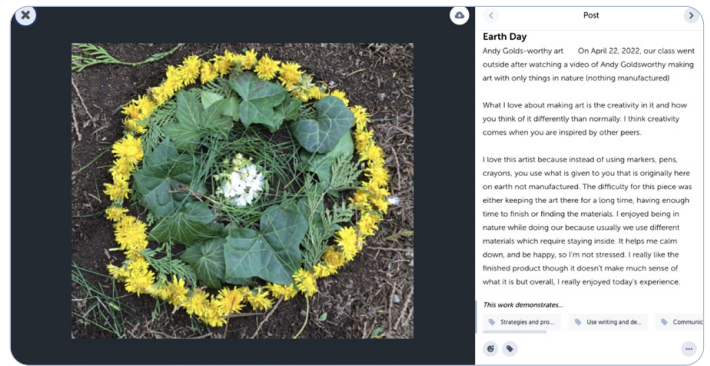 Post
Earth Day
Andy Golds-worthy art On April 22, 2022, our class went
outside after watching a video of Andy Goldsworthy making
art with only things in nature (nothing manufactured)
What I love about making art is the creativity in it and how
you think of it differently than normally. I think creativity
comes when you are inspired by other peers.
I love this artist because instead of using markers, pens,
crayons, you use what is given to you that is originally here
on earth not manufactured. The difficulty for this piece was
either keeping the art there for a long time, having enough
time to finish or finding the materials. I enjoyed being in
nature while doing our because usually we use different
materials which require staying inside. It helps me calm
down, and be happy, so I'm not stressed. I really like the
finished product though it doesn't make much sense of
what it is but overall, I really enjoyed today's experience.
This work demonstrates...
Strategies and pro... Use writing and de... Communic